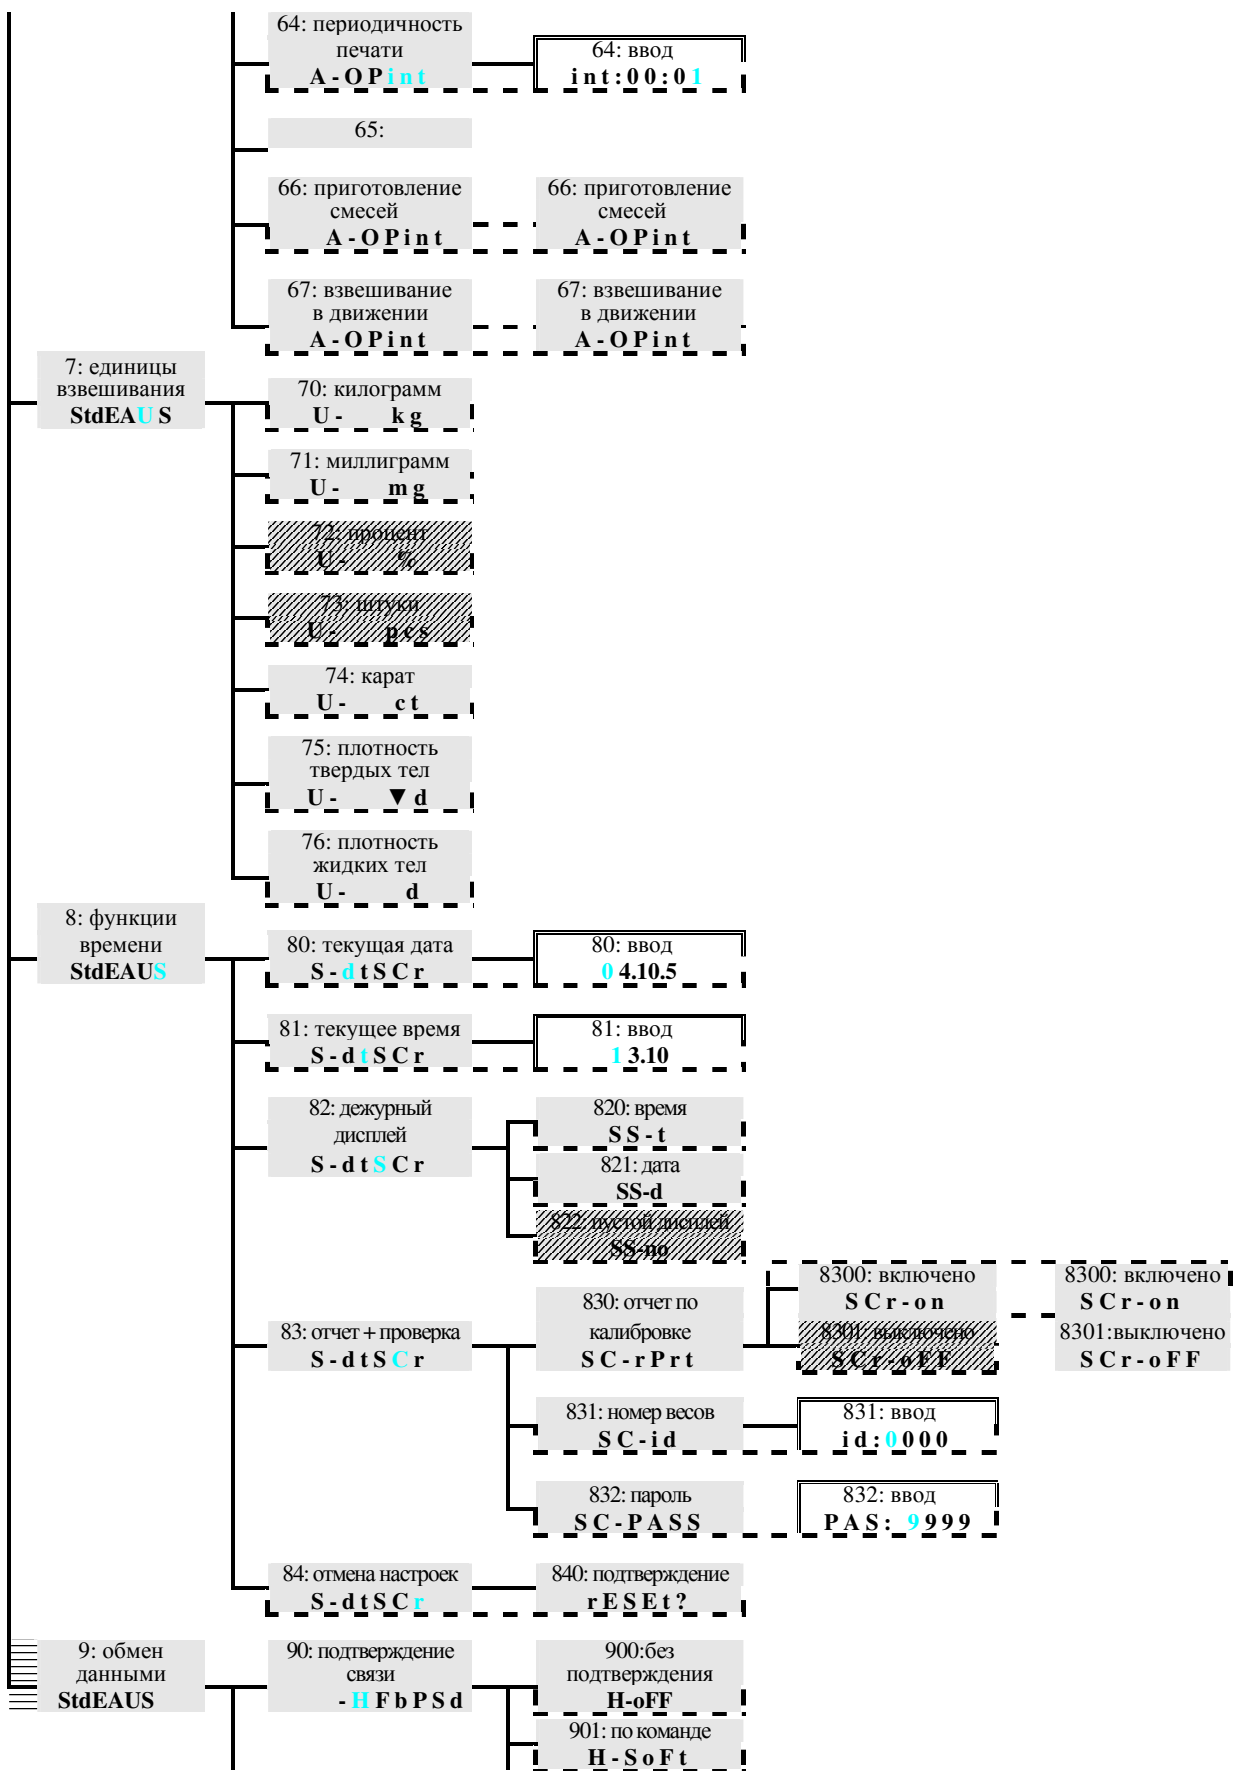 64: периодичность
печати
A-OPint
64: ввод
int:00:01
65:
66: приготовление
смесей
A-OPint
66: приготовление
смесей
A-OPint
67: взвешивание
в движении
A-OPint
67: взвешивание
в движении
A-OPint
7: единицы
взвешивания
StdEAUS
70: килограмм
U- kg
71: миллиграмм
U- mg
72: процент
U- %
73: штуки
U- pcs
74: карат
U- ct
75: плотность
твердых тел
U- ▼d
76: плотность
жидких тел
U- d
8: функции
времени
StdEAUS
80: текущая дата
S-dtSCr
80: ввод
04.10.5
81: текущее время
S-dtSCr
81: ввод
13.10
82: дежурный
дисплей
S-dtSCr
820: время
SS-t
821: дата
SS-d
822: пустой дисплей
SS-no
83: отчет + проверка
S-dtSCr
830: отчет по
калибровке
SC-rPrt
8300: включено
SCr-on
8301: выключено
SCr-oFF
8300: включено
SCr-on
8301:выключено
SCr-oFF
831: номер весов
SC-id
831: ввод
id:0000
832: пароль
SC-PASS
832: ввод
PAS: 9999
84: отмена настроек
S-dtSCr
840: подтверждение
rESEt?
9: обмен
данными
StdEAUS
90: подтверждение
связи
-HFbPSd
900:без
подтверждения
H-oFF
901: по команде
H-SoFt